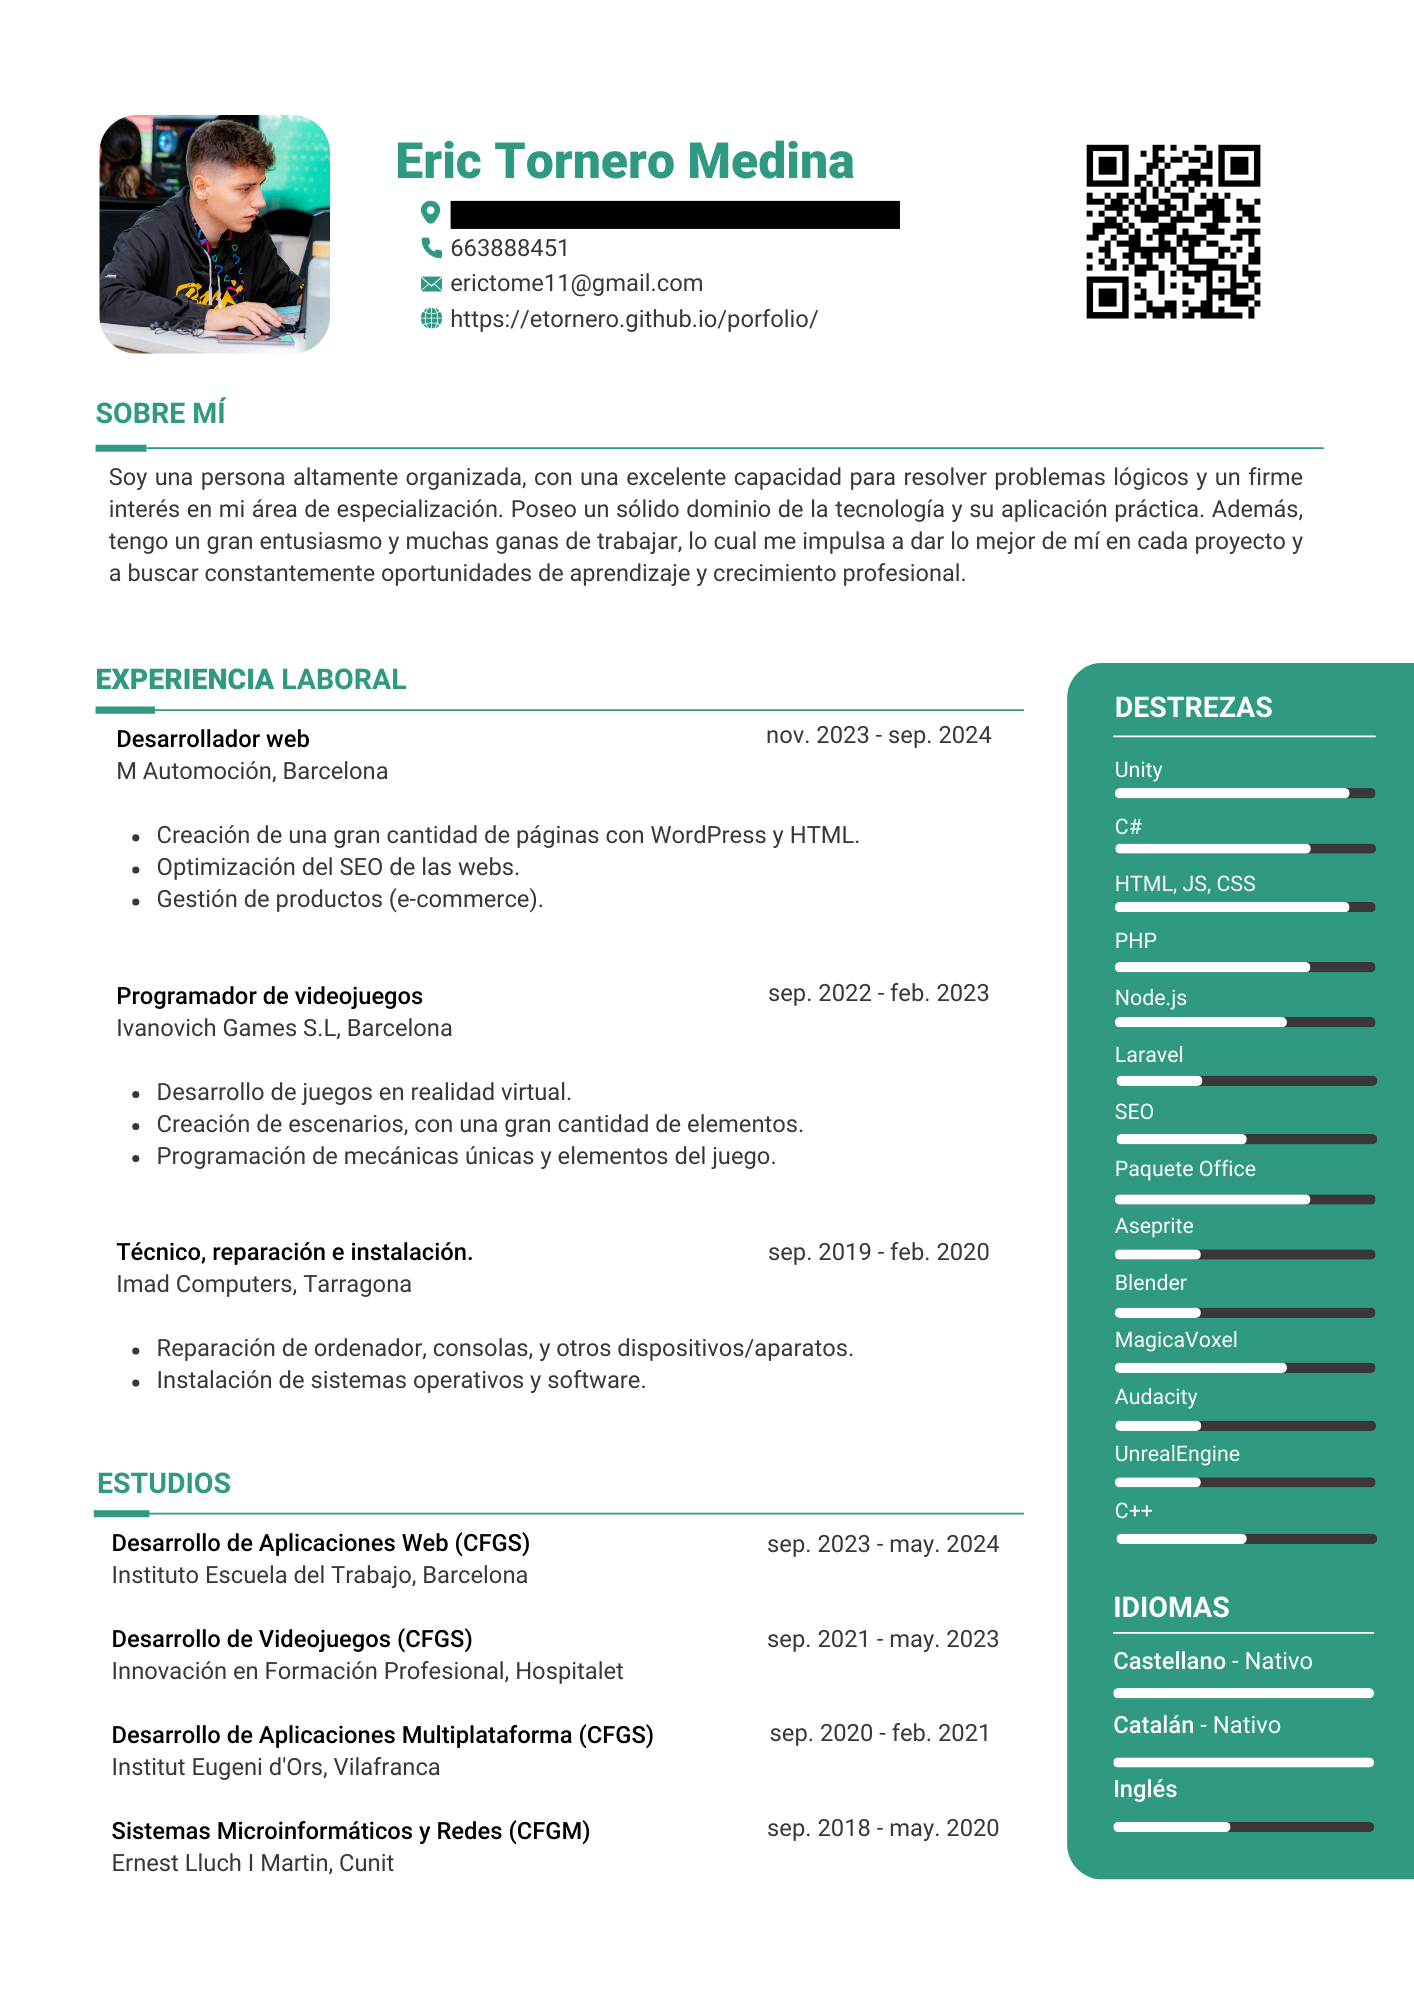 Eric Tornero Medina
663888451
erictome11@gmail.com
https://etornero.github.io/porfolio/
SOBRE MÍ
Soy una persona altamente organizada, con una excelente capacidad para resolver problemas lógicos y un firme
interés en mi área de especialización. Poseo un sólido dominio de la tecnología y su aplicación práctica. Además,
tengo un gran entusiasmo y muchas ganas de trabajar, lo cual me impulsa a dar lo mejor de mí en cada proyecto y
a buscar constantemente oportunidades de aprendizaje y crecimiento profesional.
EXPERIENCIA LABORAL
Desarrollador web nov. 2023 - sep. 2024
M Automoción, Barcelona
• Creación de una gran cantidad de páginas con WordPress y HTML.
• Optimización del SEO de las webs.
• Gestión de productos (e-commerce).
Programador de videojuegos sep. 2022 - feb. 2023
Ivanovich Games S.L, Barcelona
• Desarrollo de juegos en realidad virtual.
• Creación de escenarios, con una gran cantidad de elementos.
• Programación de mecánicas únicas y elementos del juego.
Técnico, reparación e instalación. sep. 2019 - feb. 2020
Imad Computers, Tarragona
• Reparación de ordenador, consolas, y otros dispositivos/aparatos.
• Instalación de sistemas operativos y software.
ESTUDIOS
Desarrollo de Aplicaciones Web (CFGS) sep. 2023 - may. 2024
Instituto Escuela del Trabajo, Barcelona
Desarrollo de Videojuegos (CFGS) sep. 2021 - may. 2023
Innovación en Formación Profesional, Hospitalet
Desarrollo de Aplicaciones Multiplataforma (CFGS) sep. 2020 - feb. 2021
Institut Eugeni d'Ors, Vilafranca
Sistemas Microinformáticos y Redes (CFGM) sep. 2018 - may. 2020
Ernest Lluch I Martin, Cunit
DESTREZAS
Unity
C#
HTML, JS, CSS
PHP
Node.js
Laravel
SEO
Paquete Office
Aseprite
Blender
MagicaVoxel
Audacity
UnrealEngine
C++
IDIOMAS
Castellano - Nativo
Catalán - Nativo
Inglés